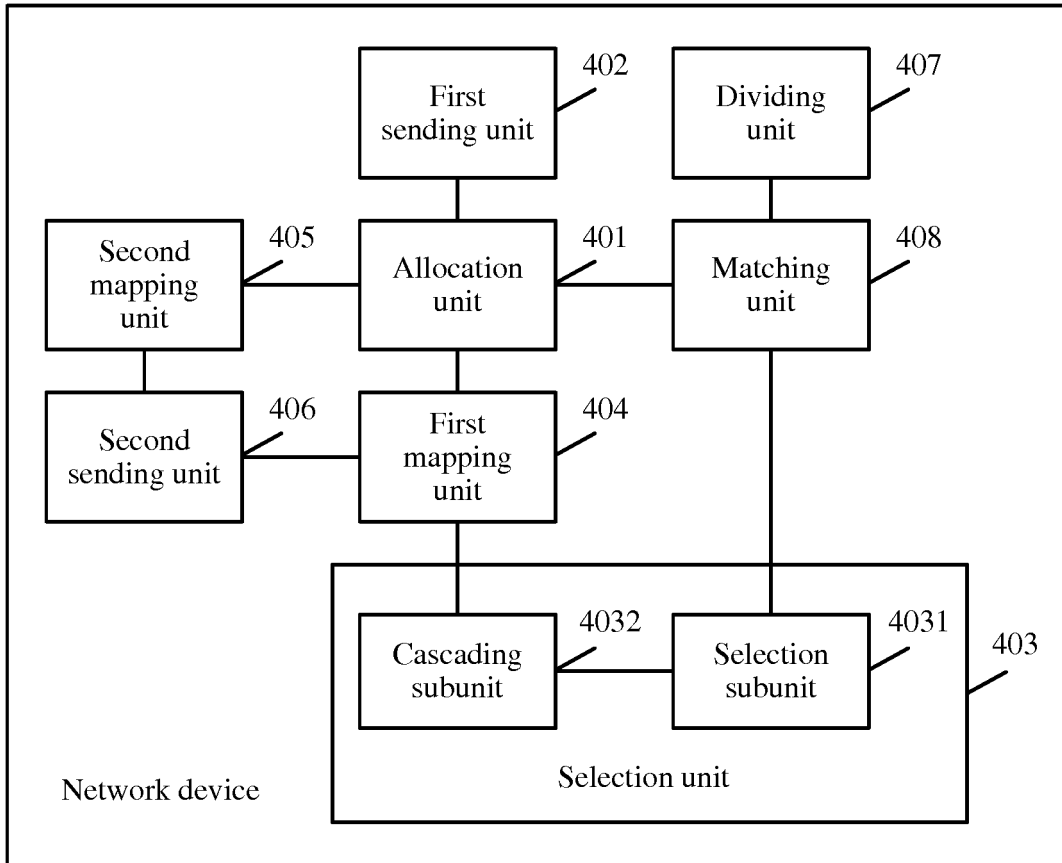 402
First
sending unit
407
Dividing
unit
405
Second
mapping
unit
401
Allocation
unit
408
Matching
unit
406
Second
sending unit
404
First
mapping
unit
4032
Cascading
subunit
4031
Selection
subunit
403
Selection unit
Network device